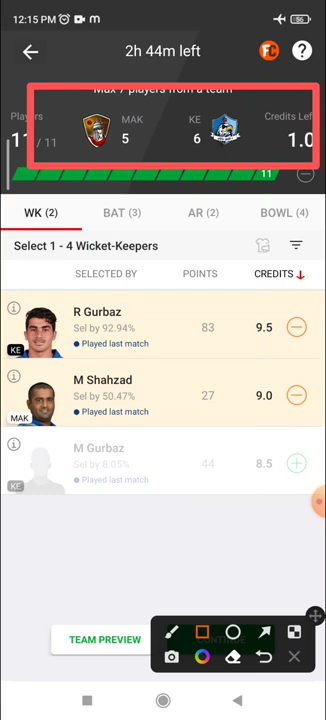 12:15 PM m 56
2h 44m left FC ?
Max 7 players from a team
Players MAK KE Credits Left
11 / 11 5 6 1.0
11
WK (2) BAT (3) AR (2) BOWL (4)
Select 1 - 4 Wicket-Keepers
SELECTED BY POINTS CREDITS
R Gurbaz
Sel by 92.94% 83 9.5
Played last match
KE
M Shahzad
Sel by 50.47% 27 9.0
Played last match
MAK
M Gurbaz
Sel by 8.05% 44 8.5
Played last match
KE
TEAM PREVIEW